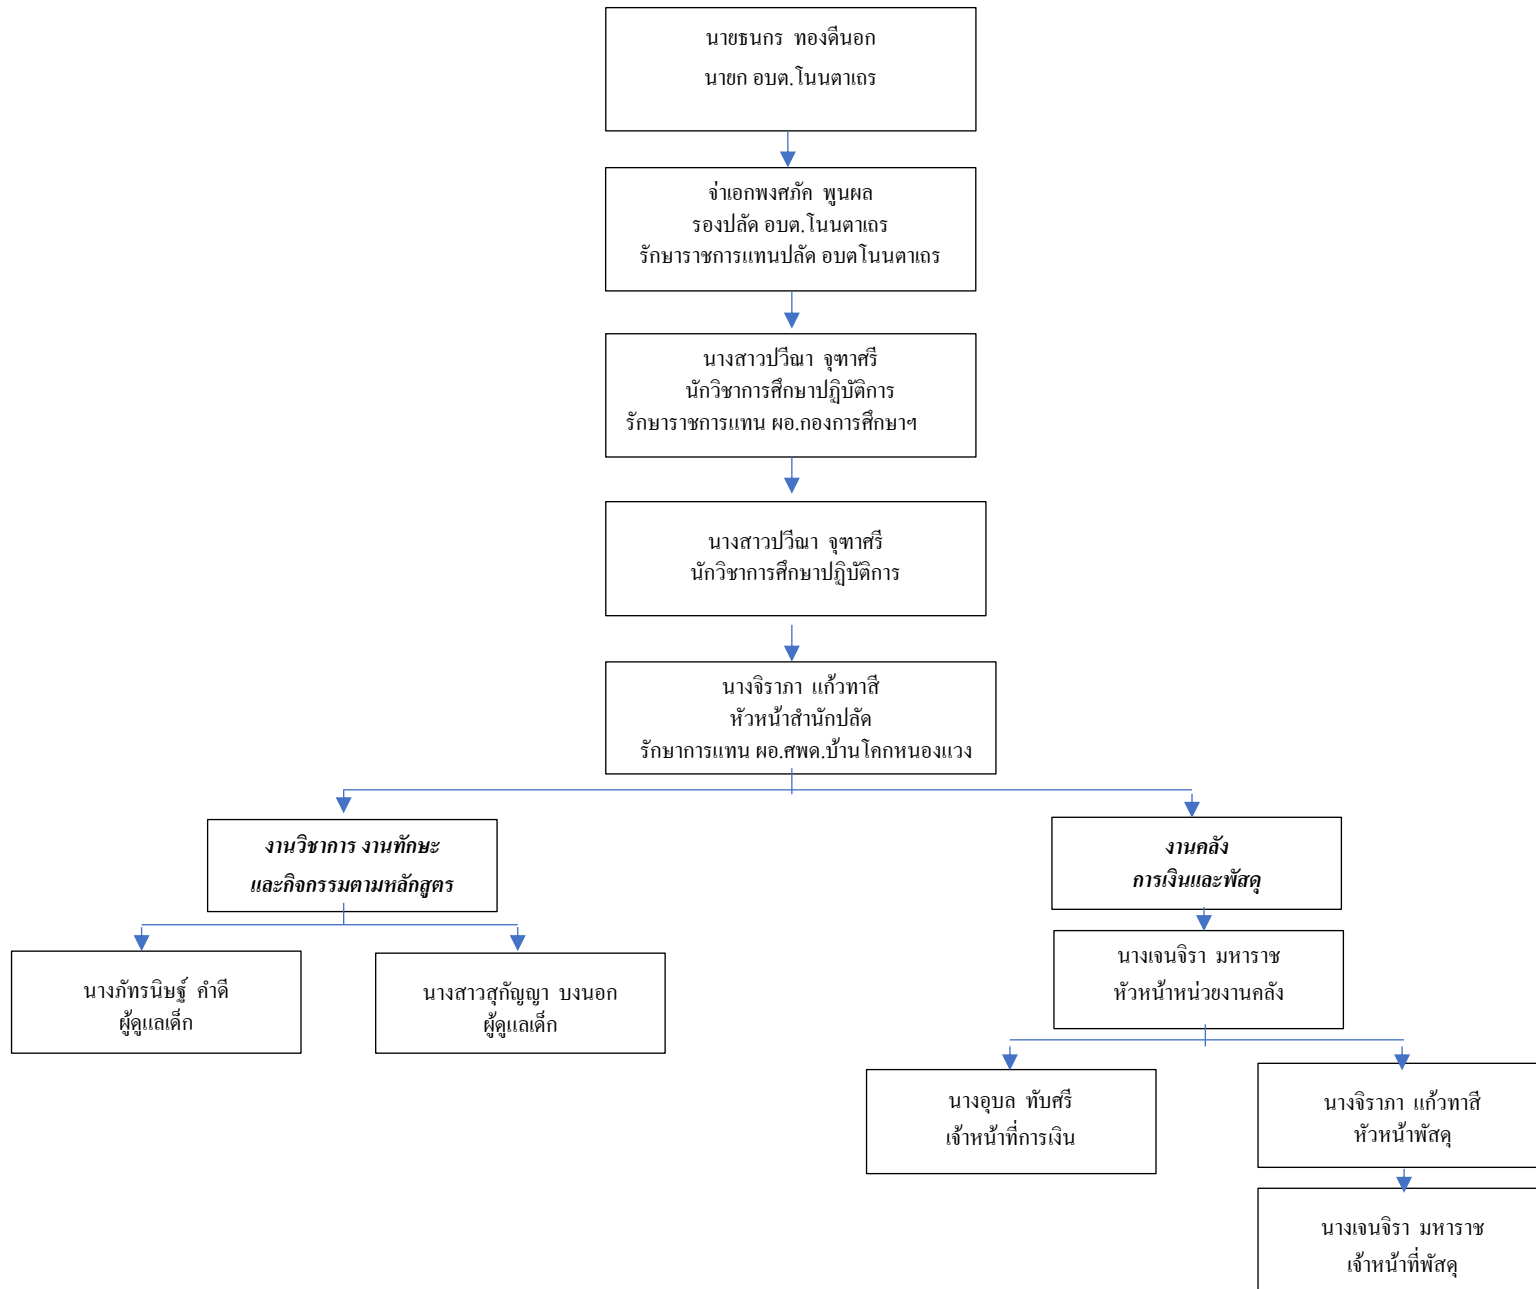 นายธนกร ทองดีนอก
นายก อบต.โนนตาเถร
จ่าเอกพงศภัค พูนผล
รองปลัด อบต.โนนตาเถร
รักษาราชการแทนปลัด อบตโนนตาเถร
นางสาวปวีณา จุฑาศรี
นักวิชาการศึกษาปฏิบัติการ
รักษาราชการแทน ผอ.กองการศึกษาฯ
นางสาวปวีณา จุฑาศรี
นักวิชาการศึกษาปฏิบัติการ
นางจิราภา แก้วทาสี
หัวหน้าสำนักปลัด
รักษาการแทน ผอ.ศพด.บ้านโคกหนองแวง
งานวิชาการ งานทักษะ
และกิจกรรมตามหลักสูตร
งานคลัง
การเงินและพัสดุ
นางภัทรนิษฐ์ คำดี
ผู้ดูแลเด็ก
นางสาวสุกัญญา บงนอก
ผู้ดูแลเด็ก
นางเจนจิรา มหาราช
หัวหน้าหน่วยงานคลัง
นางอุบล ทับศรี
เจ้าหน้าที่การเงิน
นางจิราภา แก้วทาสี
หัวหน้าพัสดุ
นางเจนจิรา มหาราช
เจ้าหน้าที่พัสดุ